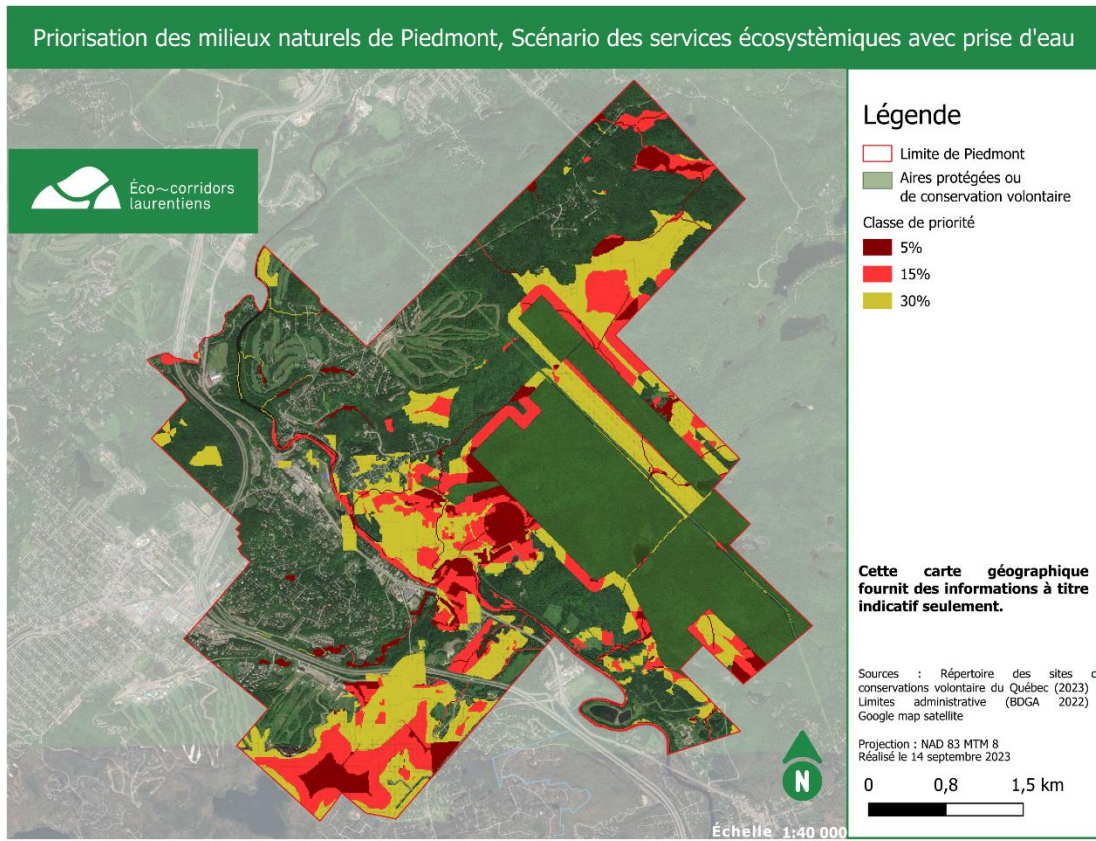 Priorisation des milieux naturels de Piedmont, Scénario des services écosystèmiques avec prise d'eau
Éco~corridors
laurentiens
Légende
Limite de Piedmont
Aires protégées ou
de conservation volontaire
Classe de priorité
5%
15%
30%
Cette carte géographique
fournit des informations à titre
indicatif seulement.
Sources : Répertoire des sites d
conservations volontaire du Québec (2023)
Limites administrative (BDGA 2022)
Google map satellite
Projection : NAD 83 MTM 8
Réalisé le 14 septembre 2023
0 0,8 1,5 km
N
Échelle 1:40 000